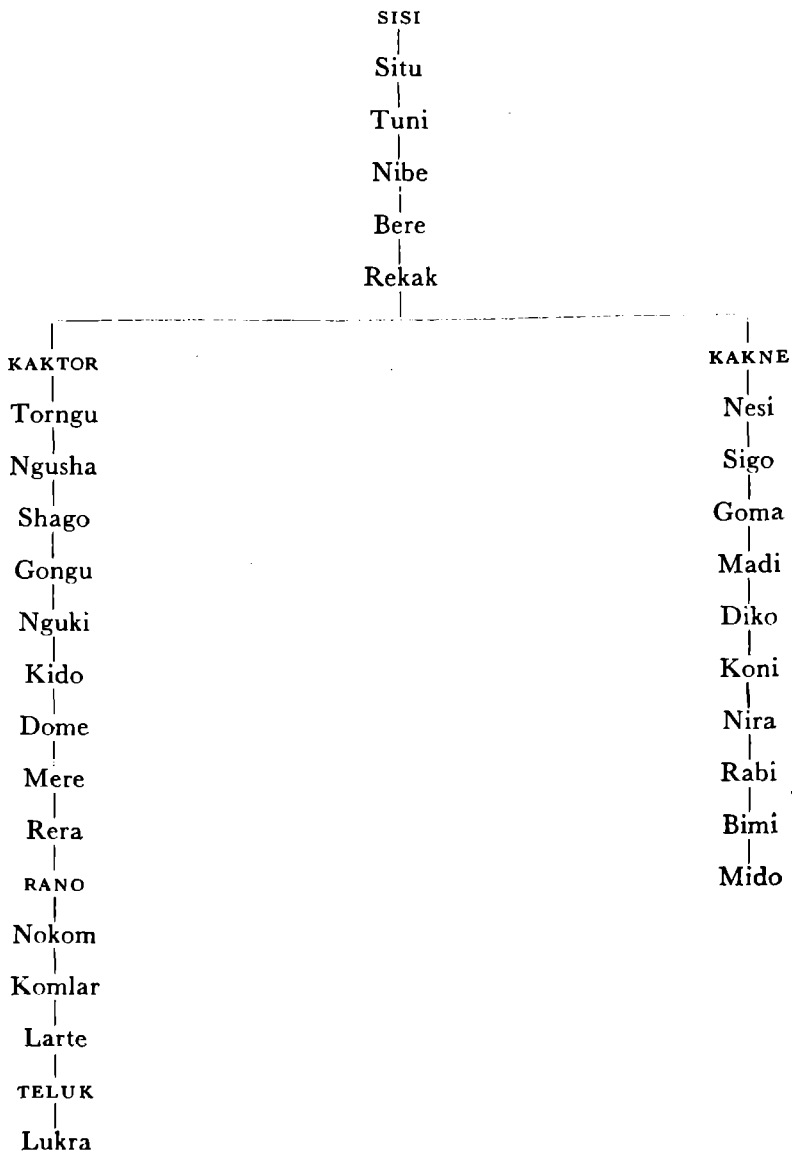 SISI
Situ
Tuni
Nibe
Bere
Rekak
KAKTOR
Torngu
Ngusha
Shago
Gongu
Nguki
Kido
Dome
Mere
Rera
RANO
Nokom
Komlar
Larte
TELUK
Lukra
KAKNE
Nesi
Sigo
Goma
Madi
Diko
Koni
Nira
Rabi
Bimi
Mido